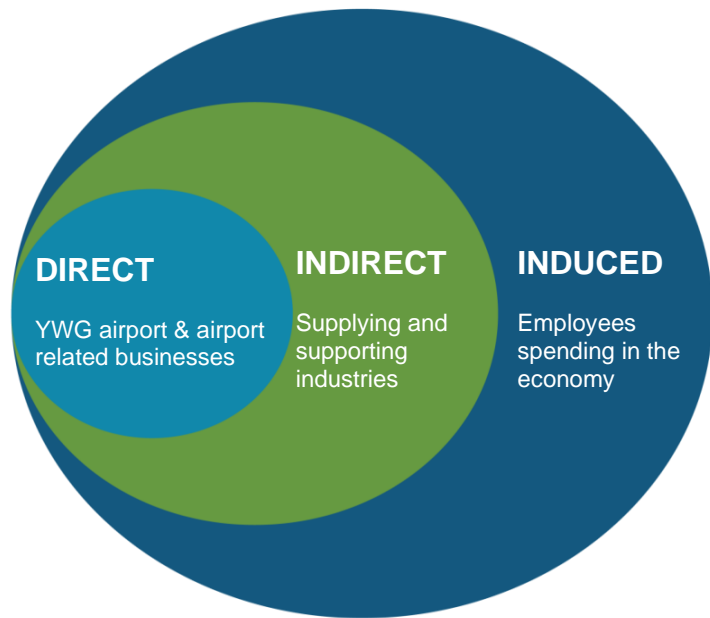 DIRECT
YWG airport & airport
related businesses
INDIRECT
Supplying and
supporting
industries
INDUCED
Employees
spending in the
economy